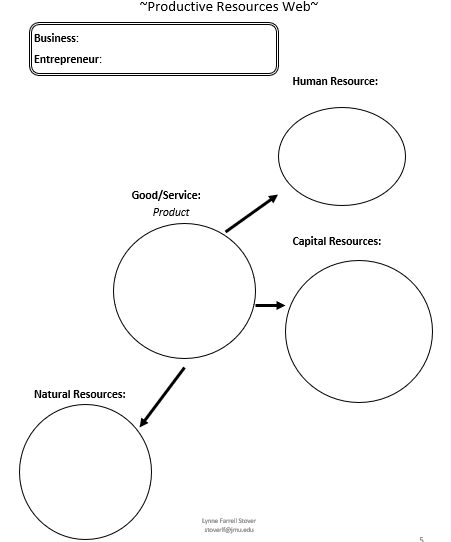 ~Productive Resources Web~
Business:
Entrepreneur:
Human Resource:
Good/Service:
Product
Capital Resources:
Natural Resources:
Lynne Farrell Stover
stoverlf@jmu.edu
5